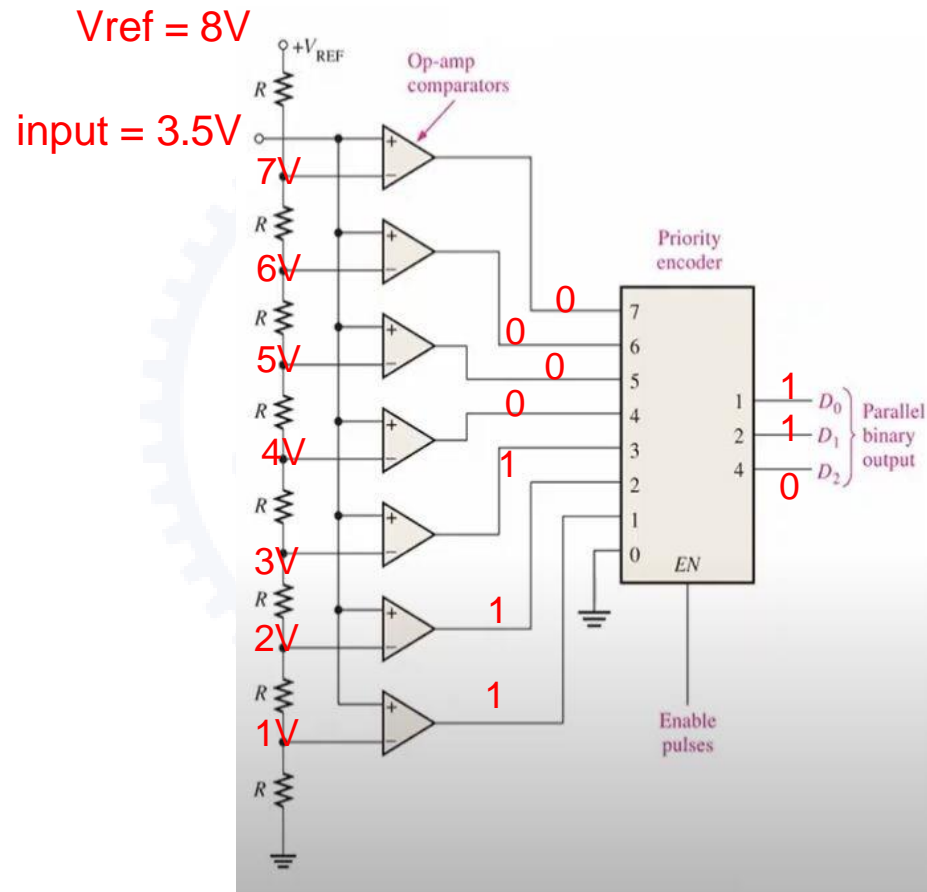 Vref = 8V
+V_REF
R
Op-amp
comparators
input = 3.5V
+
−
7V
R
+
−
6V
Priority
encoder
R
+
−
5V
0
7
0
6
0
5
R
+
−
4V
0
4
1
3
2
1
0
EN
1
2
4
1
1
0
D0
D1
D2
Parallel
binary
output
R
+
−
3V
R
+
−
2V
1
R
+
−
1V
1
Enable
pulses
R